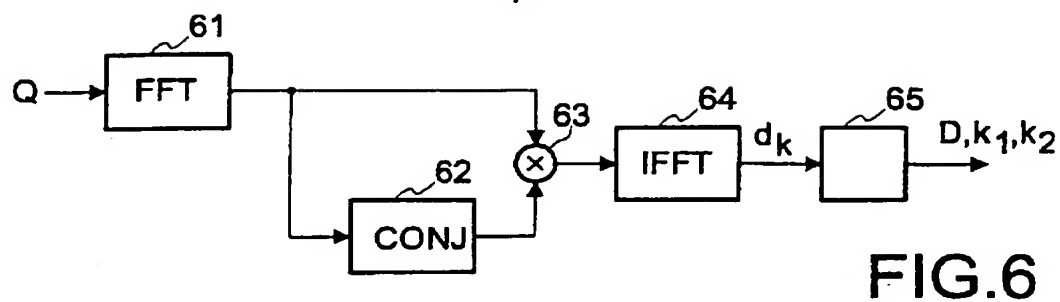 61
Q
FFT
63
64
65
d_k
D,k_1,k_2
×
IFFT
62
CONJ
FIG.6